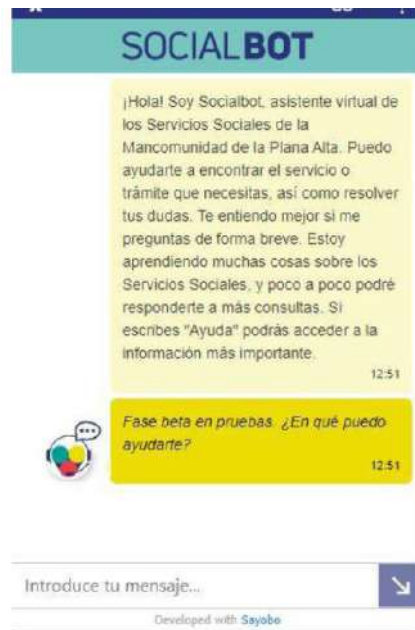 SOCIALBOT
¡Hola! Soy Socialbot, asistente virtual de
los Servicios Sociales de la
Mancomunidad de la Plana Alta. Puedo
ayudarte a encontrar el servicio o
trámite que necesitas, así como resolver
tus dudas. Te entiendo mejor si me
preguntas de forma breve. Estoy
aprendiendo muchas cosas sobre los
Servicios Sociales, y poco a poco podré
responderte a más consultas. Si
escribes "Ayuda" podrás acceder a la
información más importante.
12:51
Fase beta en pruebas. ¿En qué puedo
ayudarte?
12:51
Introduce tu mensaje...
Developed with Sayobo